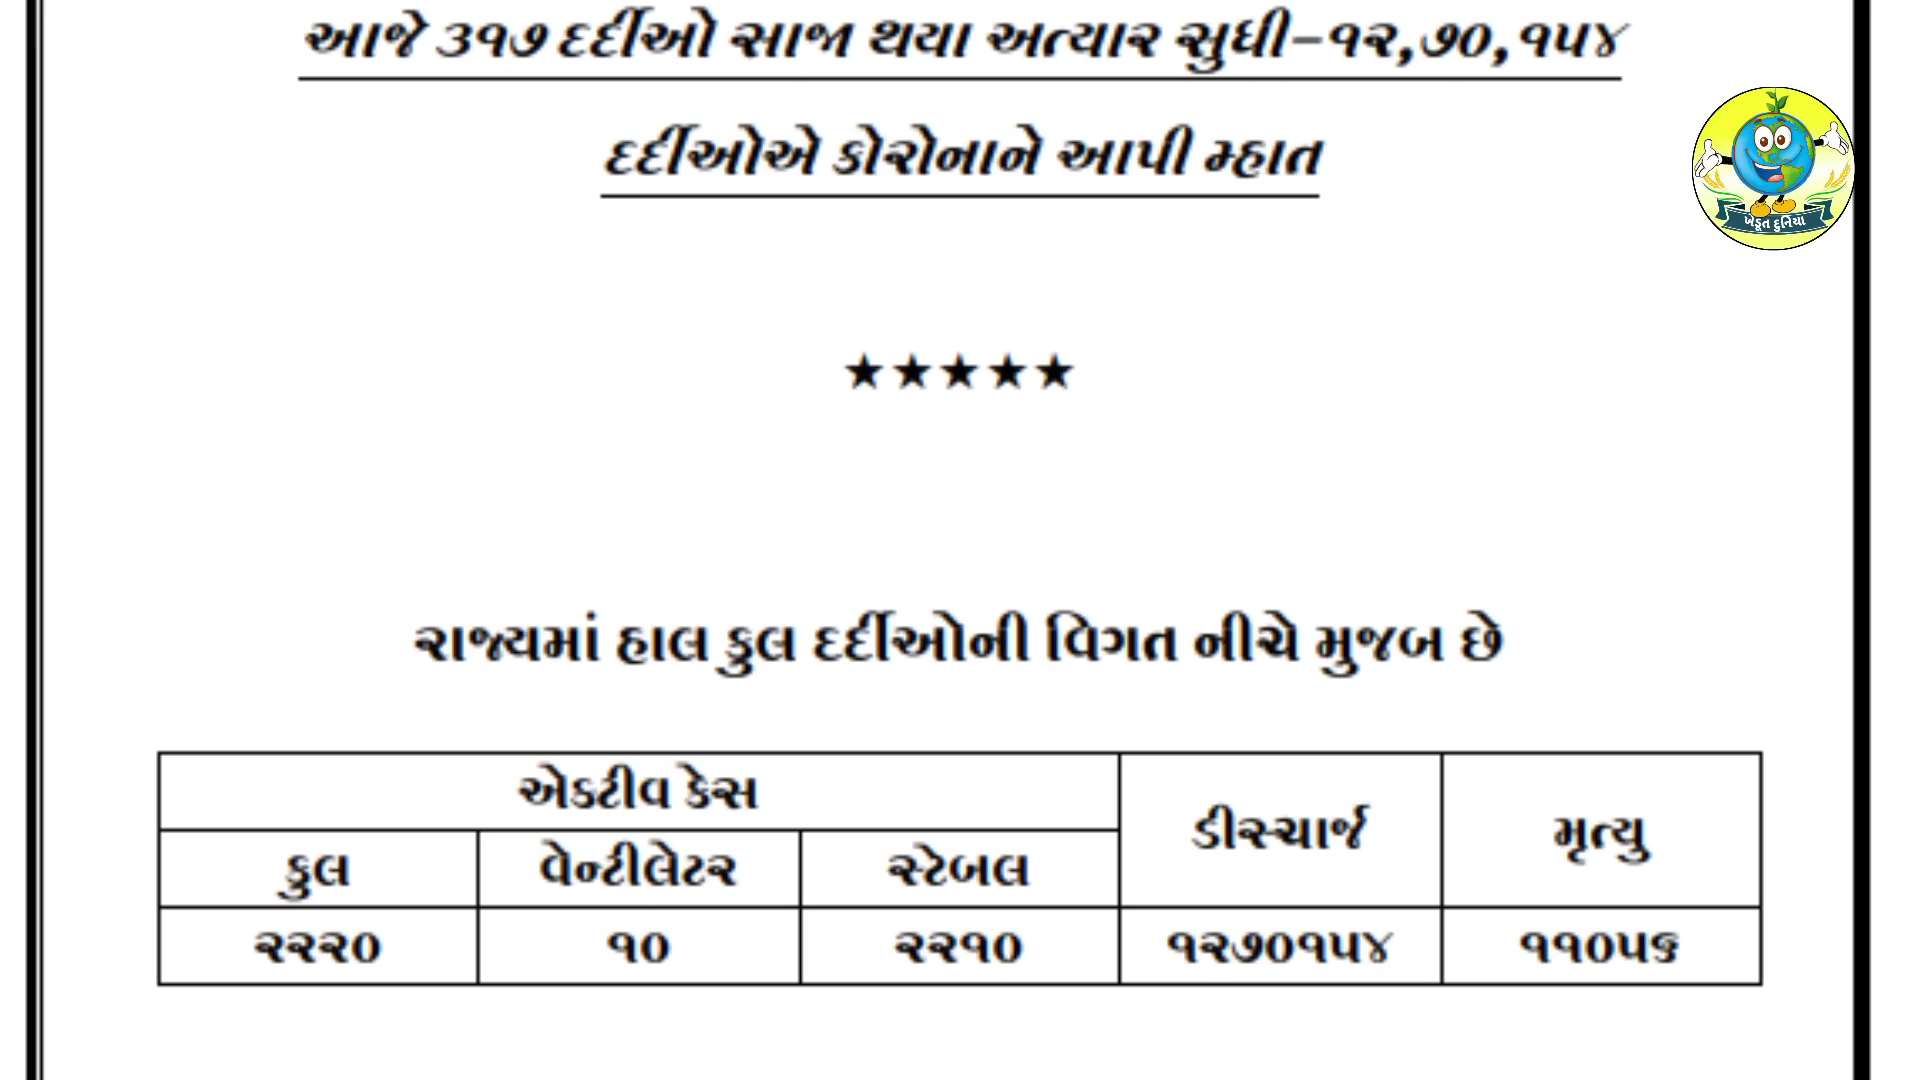 આજે ૩૧૭ દર્દીઓ સાજા થયા અત્યાર સુધી–૧૨,૭૦,૧૫૪
દર્દીઓએ કોરોનાને આપી મ્હાત
ખેડૂત દુનિયા
★★★★★
રાજ્યમાં હાલ કુલ દર્દીઓની વિગત નીચે મુજબ છે
એકટીવ કેસ ડીસ્ચાર્જ મૃત્યુ
કુલ વેન્ટીલેટર સ્ટેબલ
૨૨૨૦ ૧૦ ૨૨૧૦ ૧૨૭૦૧૫૪ ૧૧૦૫૬